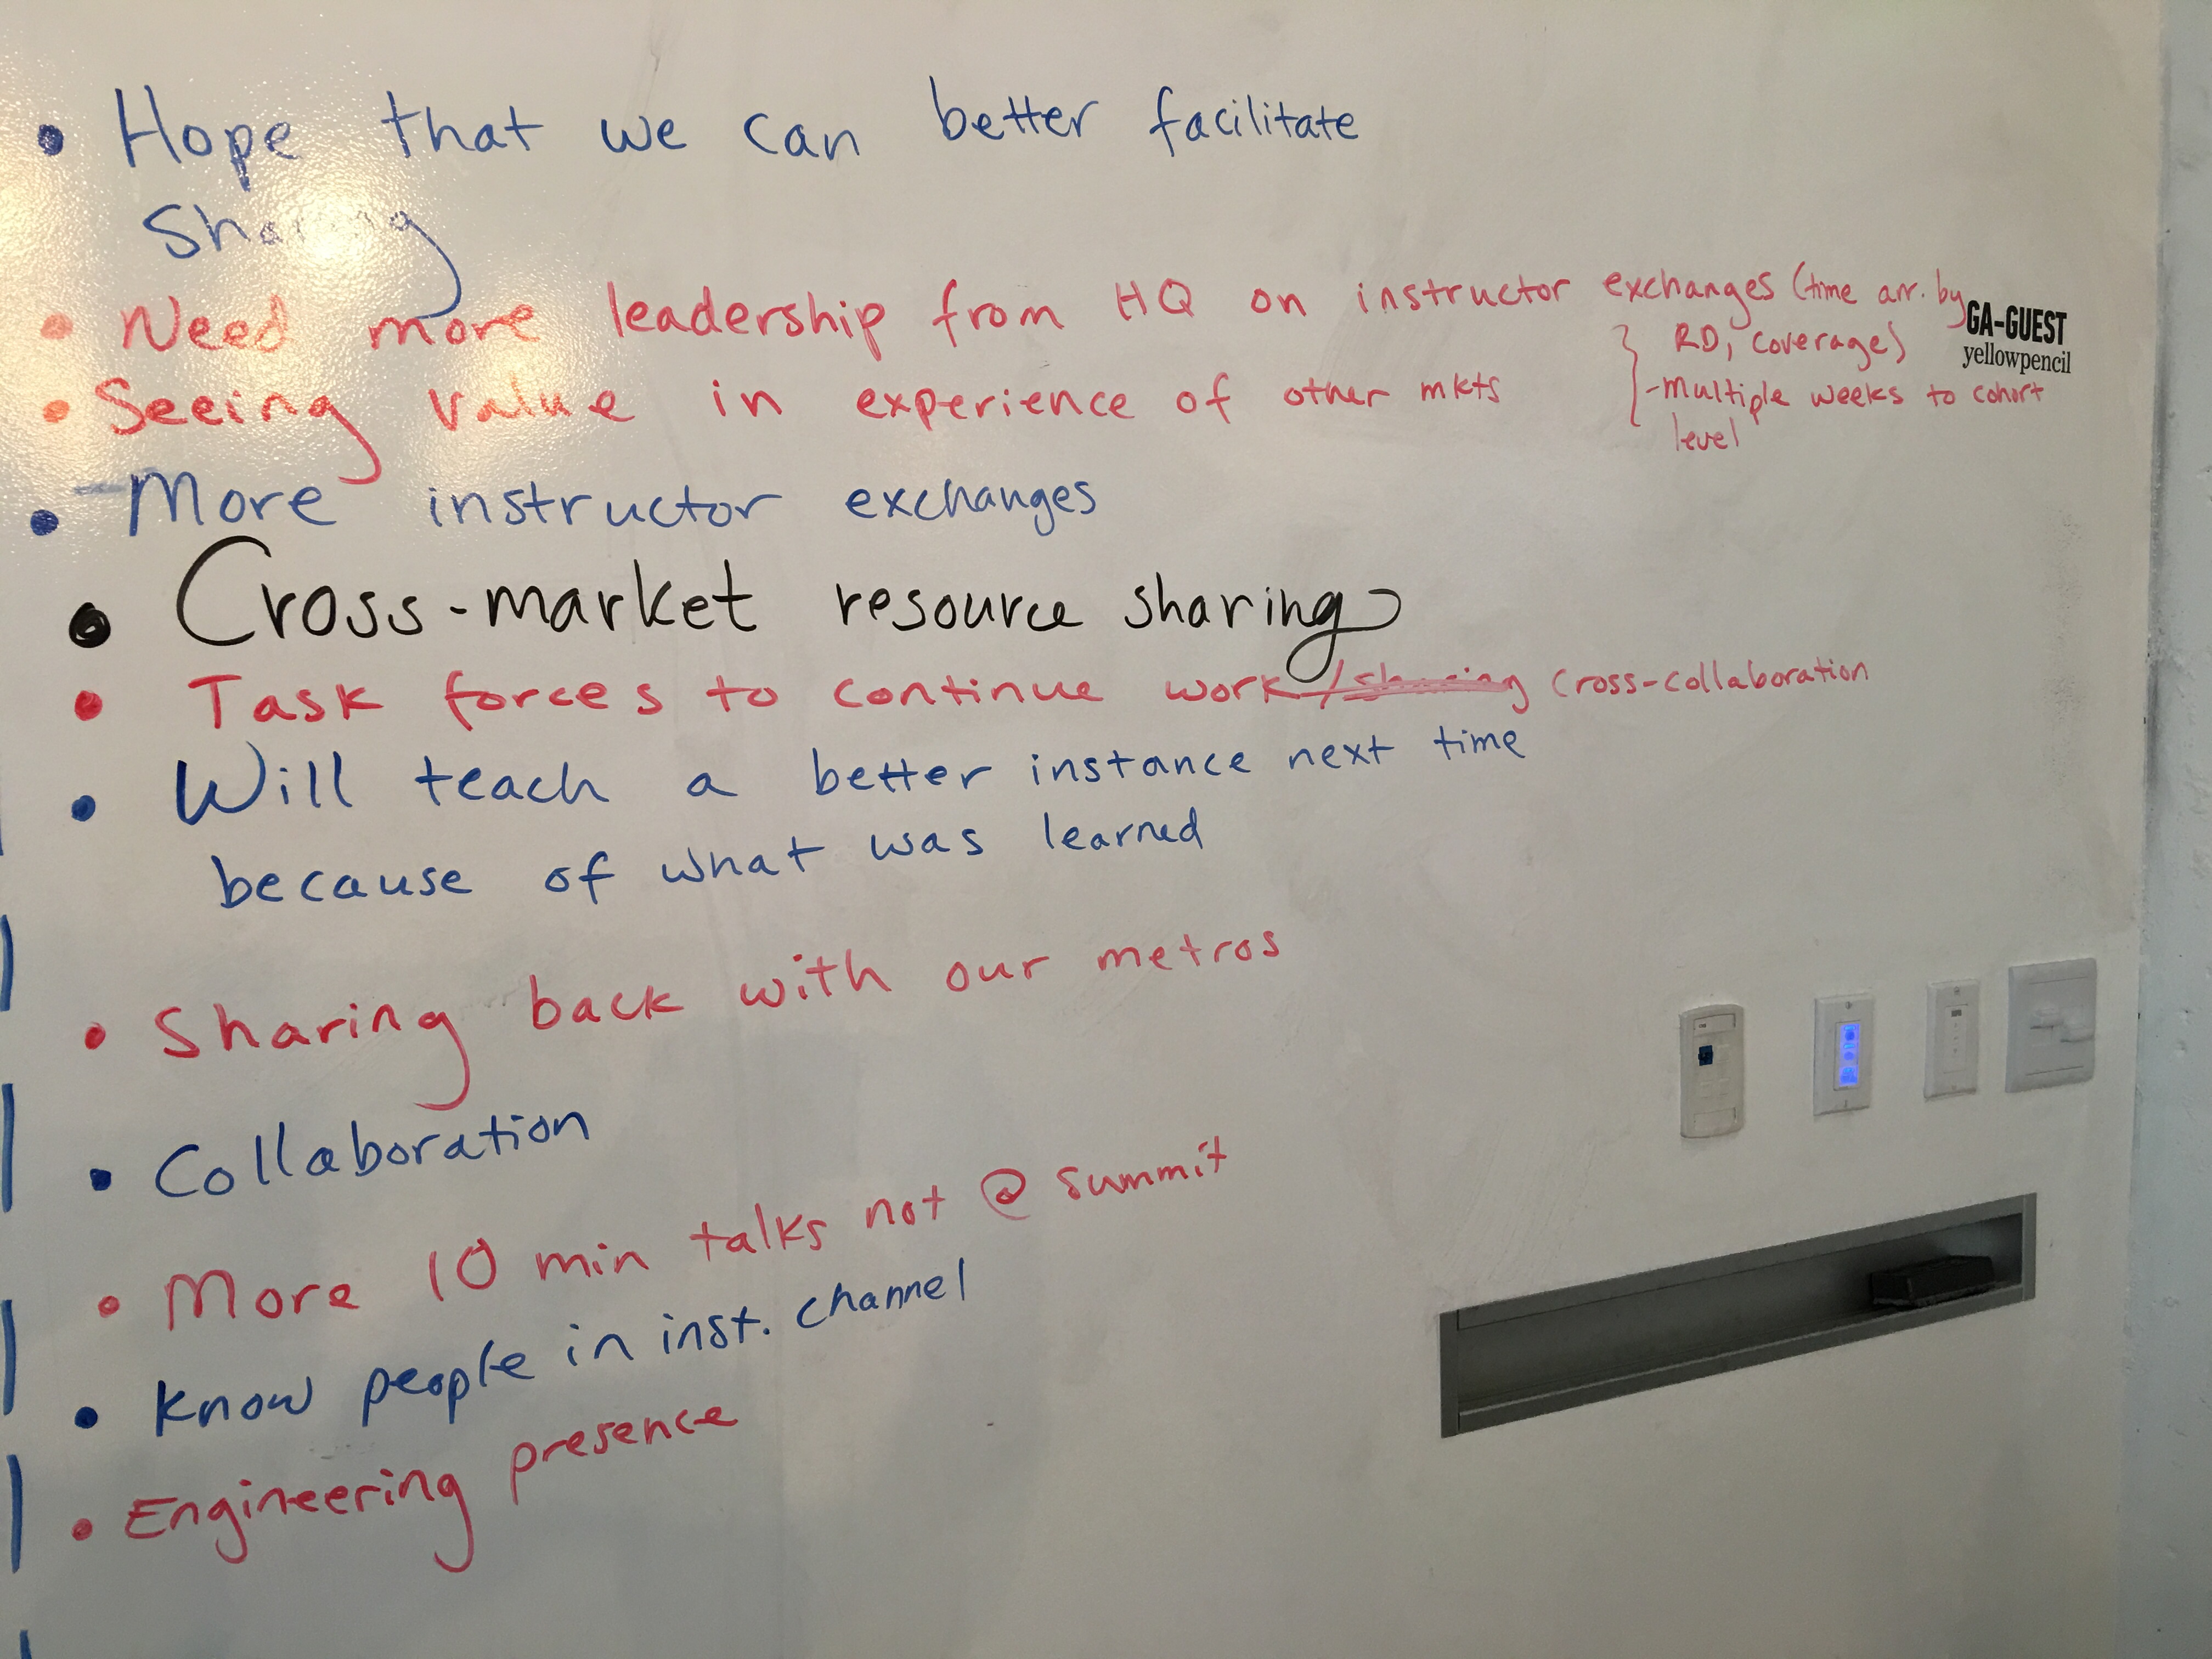 • Hope that we can better facilitate
Sharing
• Need more leadership from HQ on instructor exchanges (time arr. by
RD, coverage)
GA-GUEST
yellowpencil
• Seeing value in experience of other mkts
- multiple weeks to cohort
level
• More instructor exchanges
• Cross-market resource sharing
• Task forces to continue work/sharing cross-collaboration
• Will teach a better instance next time
because of what was learned
• Sharing back with our metros
• Collaboration
• More 10 min talks not @ summit
• Know people in inst. channel
• Engineering presence